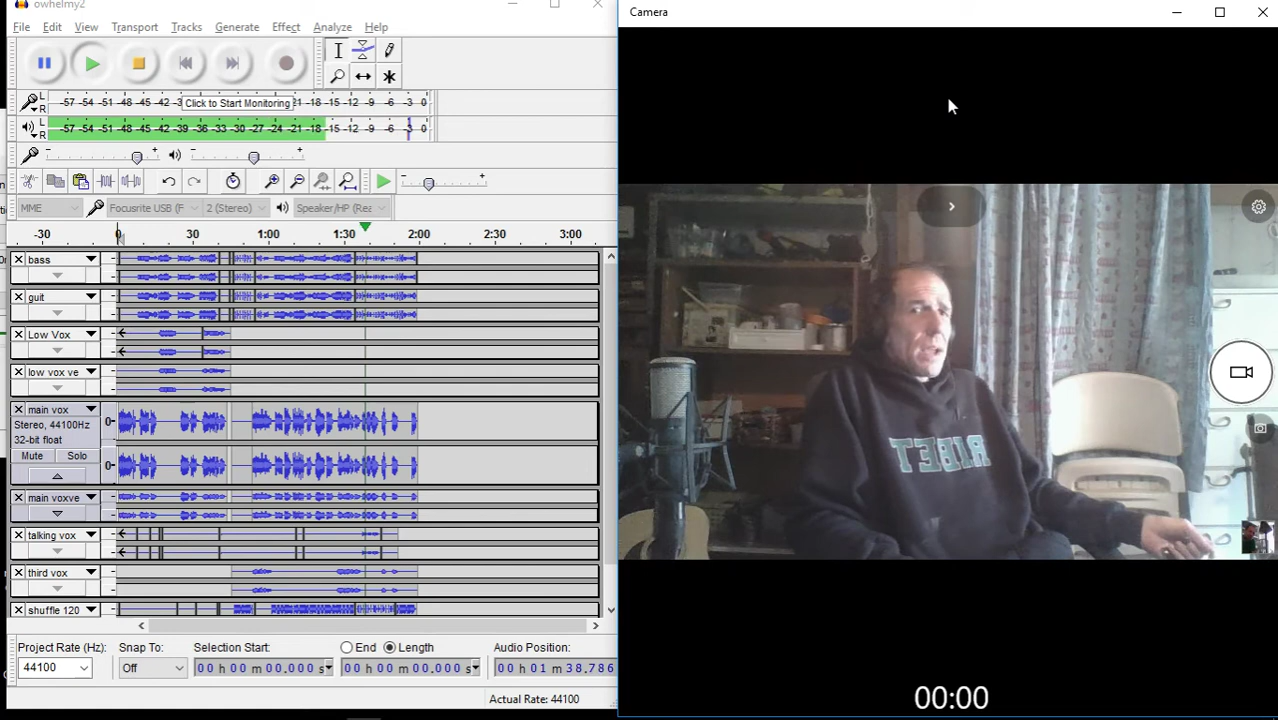 owhelmy2
File Edit View Transport Tracks Generate Effect Analyze Help
L
R
-57 -54 -51 -48 -45 -42 -3 Click to Start Monitoring -18 -15 -12 -9 -6 -3 0
L
R
-57 -54 -51 -48 -45 -42 -39 -36 -33 -30 -27 -24 -21 -18 -15 -12 -9 -6 -3 0
MME Focusrite USB (F 2 (Stereo) Speaker/HP (Rea
-30 0 30 1:00 1:30 2:00 2:30 3:00
bass
guit
Low Vox
low vox ve
main vox
Stereo, 44100Hz
32-bit float
Mute Solo
0-
0-
main voxve
talking vox
third vox
shuffle 120
Project Rate (Hz): Snap To: Selection Start: End Length Audio Position:
44100 Off 00 h 00 m 00.000 s 00 h 00 m 00.000 s 00 h 01 m 38.786
Actual Rate: 44100
Camera
RIBET
00:00